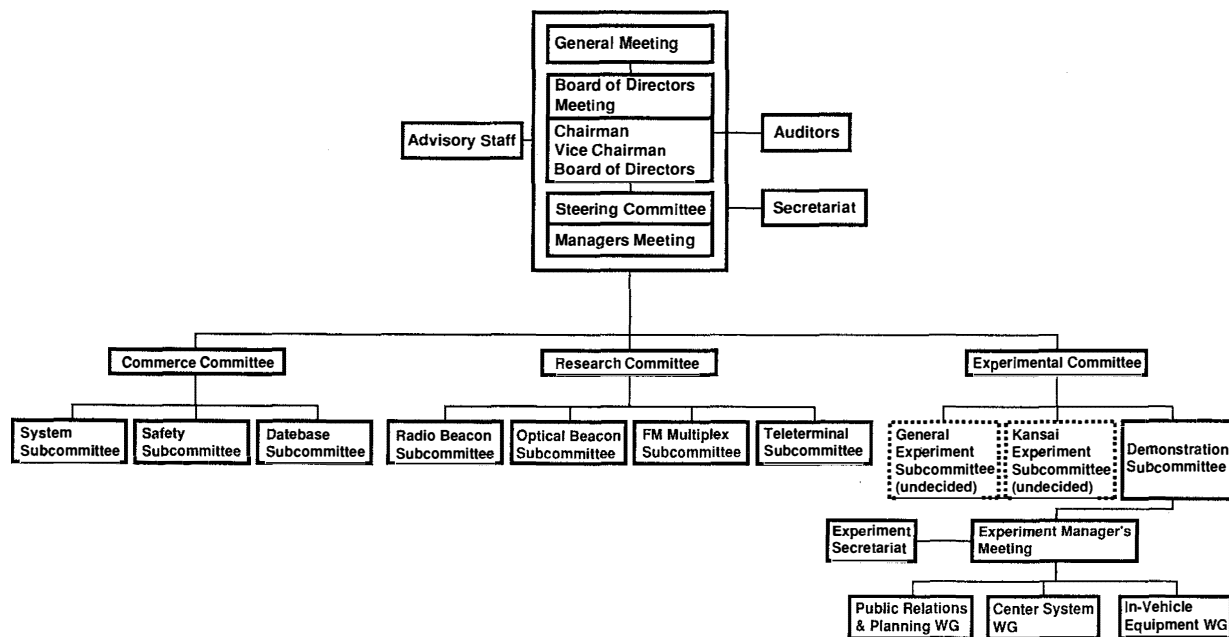 General Meeting
Board of Directors
Meeting
Chairman
Vice Chairman
Board of Directors
Advisory Staff
Auditors
Steering Committee
Managers Meeting
Secretariat
Commerce Committee
Research Committee
Experimental Committee
System
Subcommittee
Safety
Subcommittee
Datebase
Subcommittee
Radio Beacon
Subcommittee
Optical Beacon
Subcommittee
FM Multiplex
Subcommittee
Teleterminal
Subcommittee
General
Experiment
Subcommittee
(undecided)
Kansai
Experiment
Subcommittee
(undecided)
Demonstration
Subcommittee
Experiment
Secretariat
Experiment Manager's
Meeting
Public Relations
& Planning WG
Center System
WG
In-Vehicle
Equipment WG